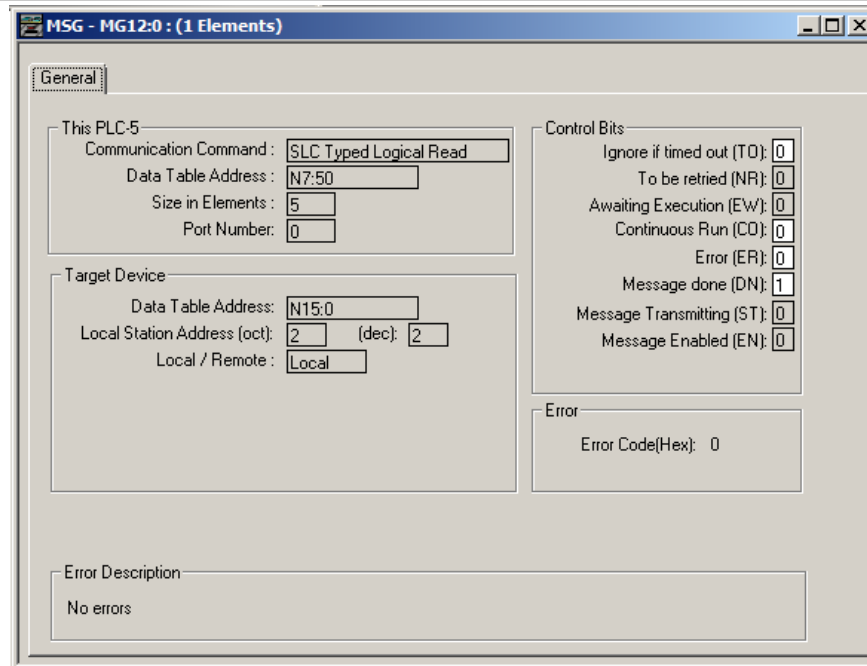 MSG - MG12:0 : (1 Elements)
General
This PLC-5
Communication Command : SLC Typed Logical Read
Data Table Address : N7:50
Size in Elements : 5
Port Number: 0
Target Device
Data Table Address: N15:0
Local Station Address (oct): 2 (dec): 2
Local / Remote : Local
Control Bits
Ignore if timed out (TO): 0
To be retried (NR): 0
Awaiting Execution (EW): 0
Continuous Run (CO): 0
Error (ER): 0
Message done (DN): 1
Message Transmitting (ST): 0
Message Enabled (EN): 0
Error
Error Code(Hex): 0
Error Description
No errors